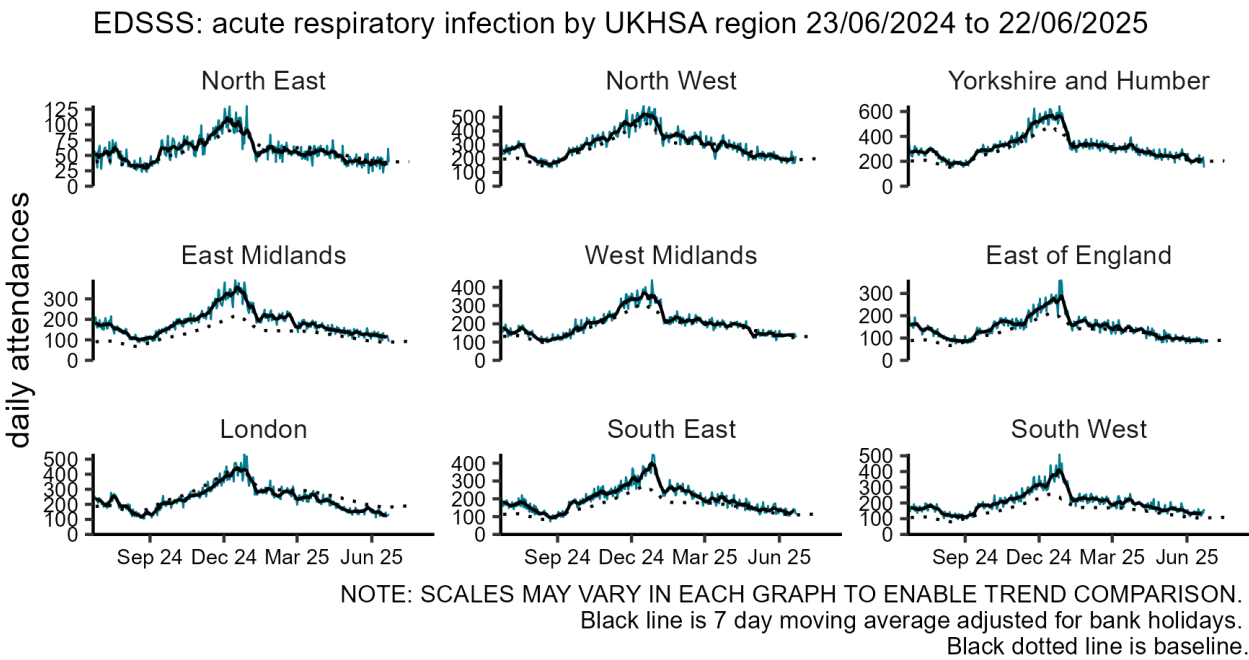 EDSSS: acute respiratory infection by UKHSA region 23/06/2024 to 22/06/2025
daily attendances
North East
125
100
75
50
25
0
North West
500
400
300
200
100
0
Yorkshire and Humber
600
400
200
0
East Midlands
300
200
100
0
West Midlands
400
300
200
100
0
East of England
300
200
100
0
London
500
400
300
200
100
0
Sep 24 Dec 24 Mar 25 Jun 25
South East
400
300
200
100
0
Sep 24 Dec 24 Mar 25 Jun 25
South West
500
400
300
200
100
0
Sep 24 Dec 24 Mar 25 Jun 25
NOTE: SCALES MAY VARY IN EACH GRAPH TO ENABLE TREND COMPARISON.
Black line is 7 day moving average adjusted for bank holidays.
Black dotted line is baseline.